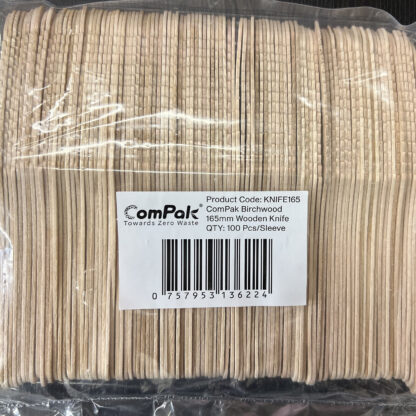 ComPak
Towards Zero Waste
Product Code: KNIFE165
ComPak Birchwood
165mm Wooden Knife
QTY: 100 Pcs/Sleeve
0 757953 136224